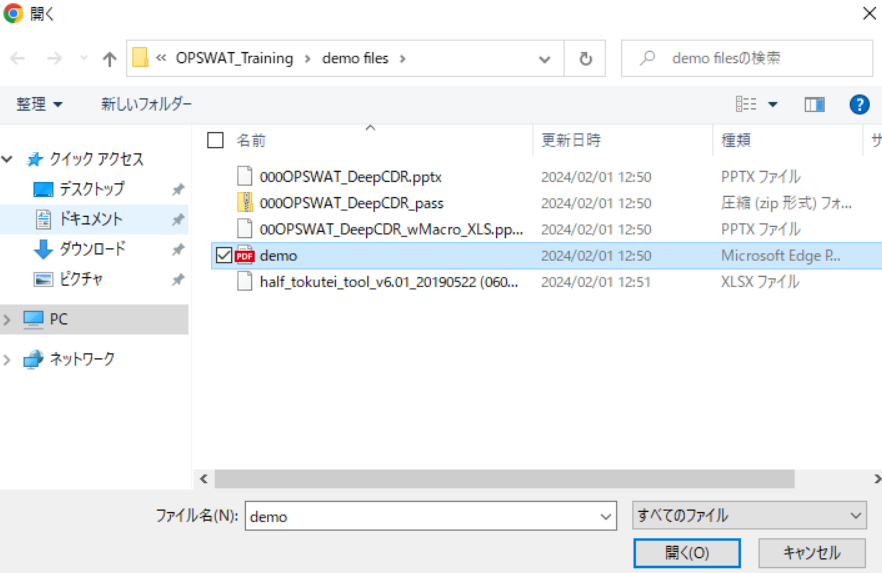 開く
« OPSWAT_Training › demo files ›
demo filesの検索
整理
新しいフォルダー
?
名前 更新日時 種類 サ
クイック アクセス
デスクトップ
ドキュメント
ダウンロード
ピクチャ
PC
ネットワーク
000OPSWAT_DeepCDR.pptx 2024/02/01 12:50 PPTX ファイル
000OPSWAT_DeepCDR_pass 2024/02/01 12:50 圧縮 (zip 形式) フォ...
00OPSWAT_DeepCDR_wMacro_XLS.pp... 2024/02/01 12:50 PPTX ファイル
PDF demo 2024/02/01 12:50 Microsoft Edge P...
half_tokutei_tool_v6.01_20190522 (060... 2024/02/01 12:51 XLSX ファイル
ファイル名(N): demo すべてのファイル
開く(O) キャンセル